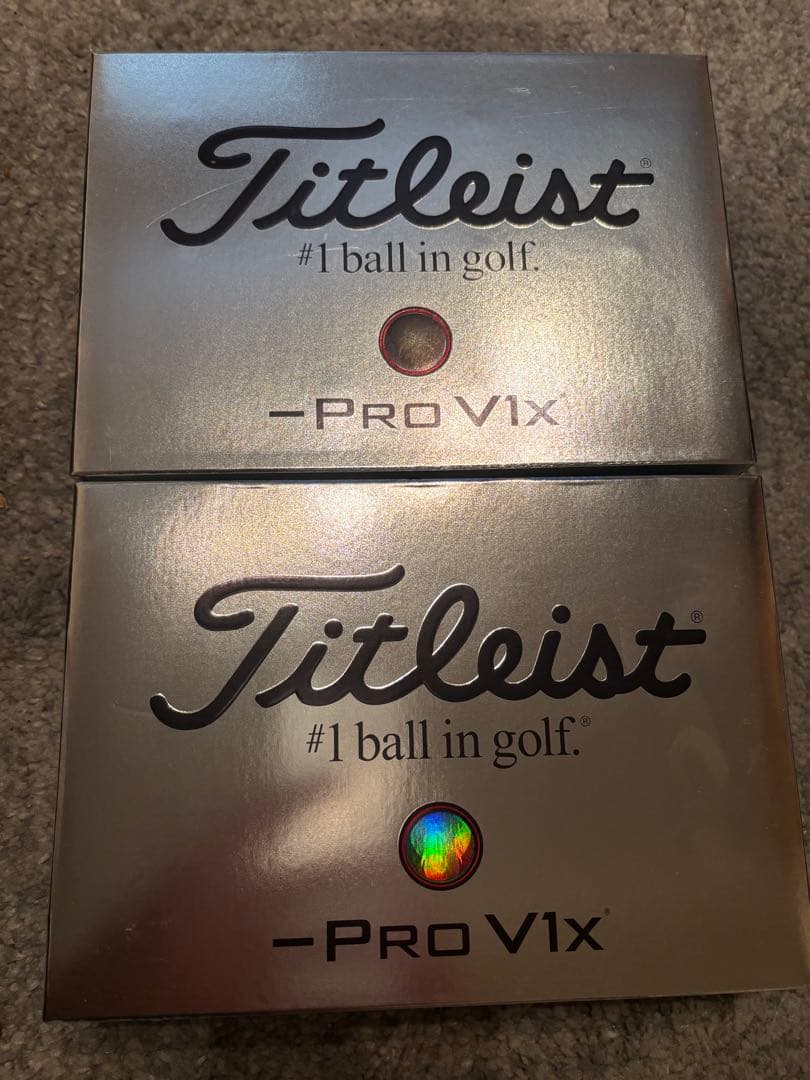 Titleist®
#1 ball in golf.
–PRO V1x
Titleist®
#1 ball in golf.®
–PRO V1x®